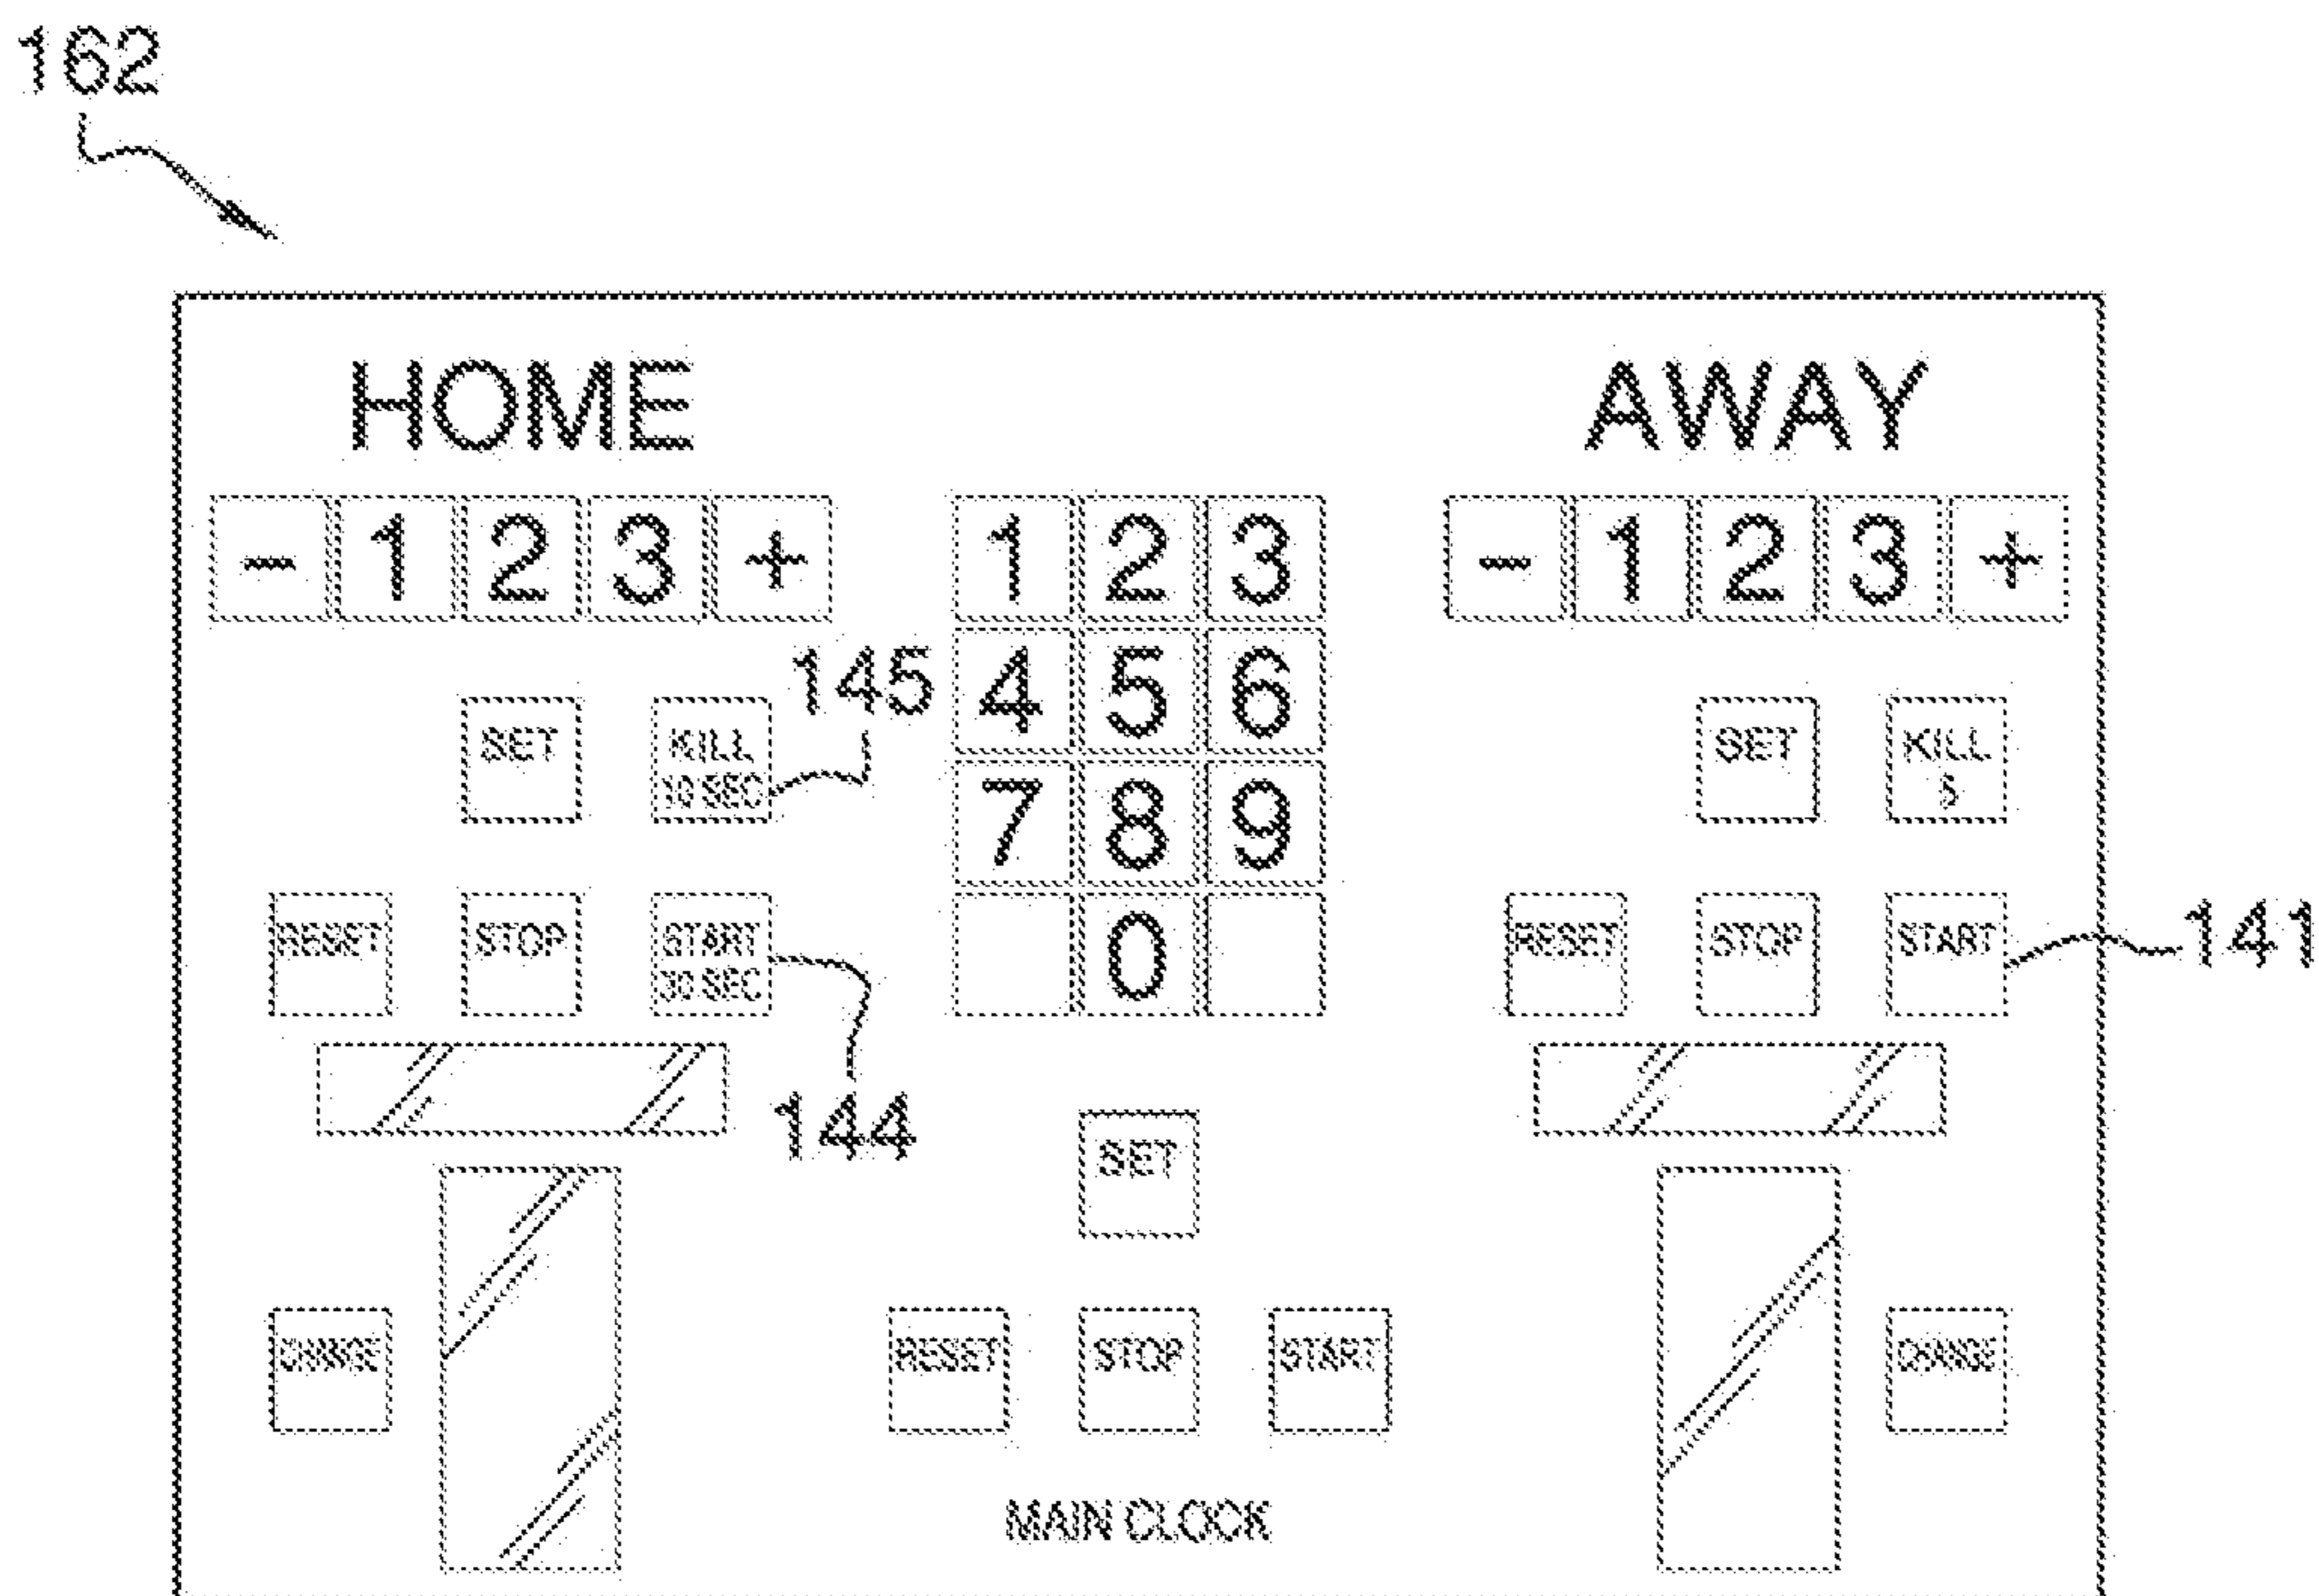 162
HOME AWAY
- 1 2 3 + 1 2 3 - 1 2 3 +
145 4 5 6
SET KILL SET KILL
10 SEC 7 8 9 5
RESET STOP START 0 RESET STOP START 141
30 SEC
144
SET
CHANGE RESET STOP START CHANGE
MAIN CLOCK